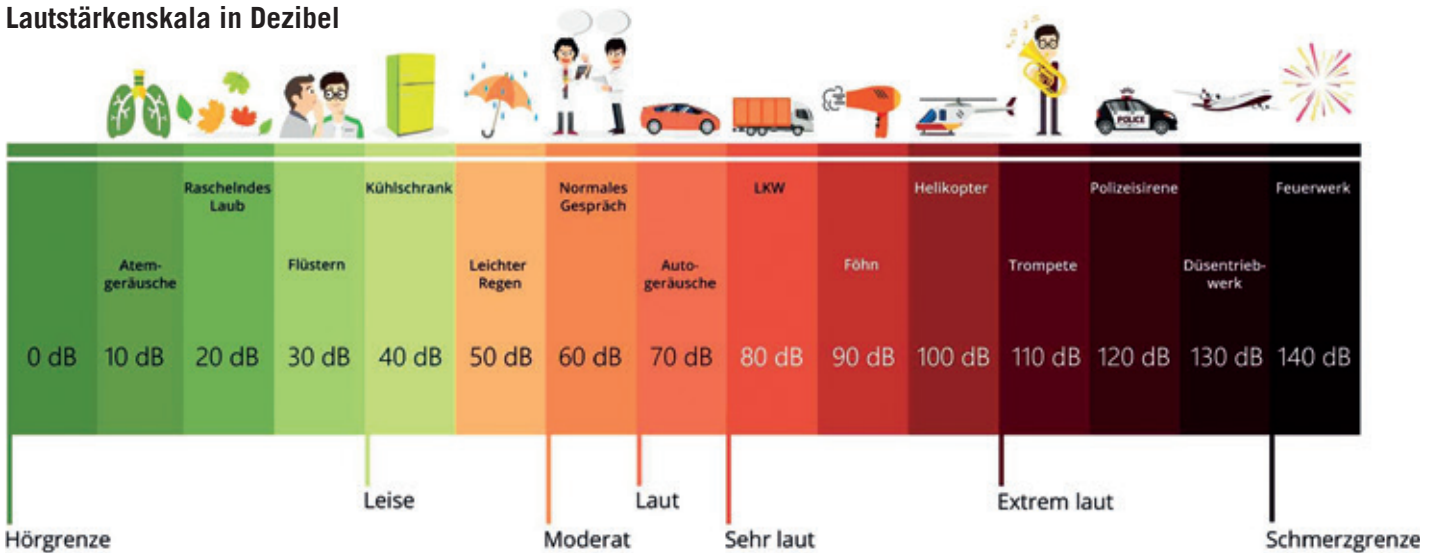 Lautstärkenskala in Dezibel
POLICE
Raschelndes
Laub
Kühlschrank
Normales
Gespräch
LKW
Helikopter
Polizeisirene
Feuerwerk
Atem-
geräusche
Flüstern
Leichter
Regen
Auto-
geräusche
Föhn
Trompete
Düsentrieb-
werk
0 dB 10 dB 20 dB 30 dB 40 dB 50 dB 60 dB 70 dB 80 dB 90 dB 100 dB 110 dB 120 dB 130 dB 140 dB
Leise
Laut
Extrem laut
Hörgrenze
Moderat
Sehr laut
Schmerzgrenze